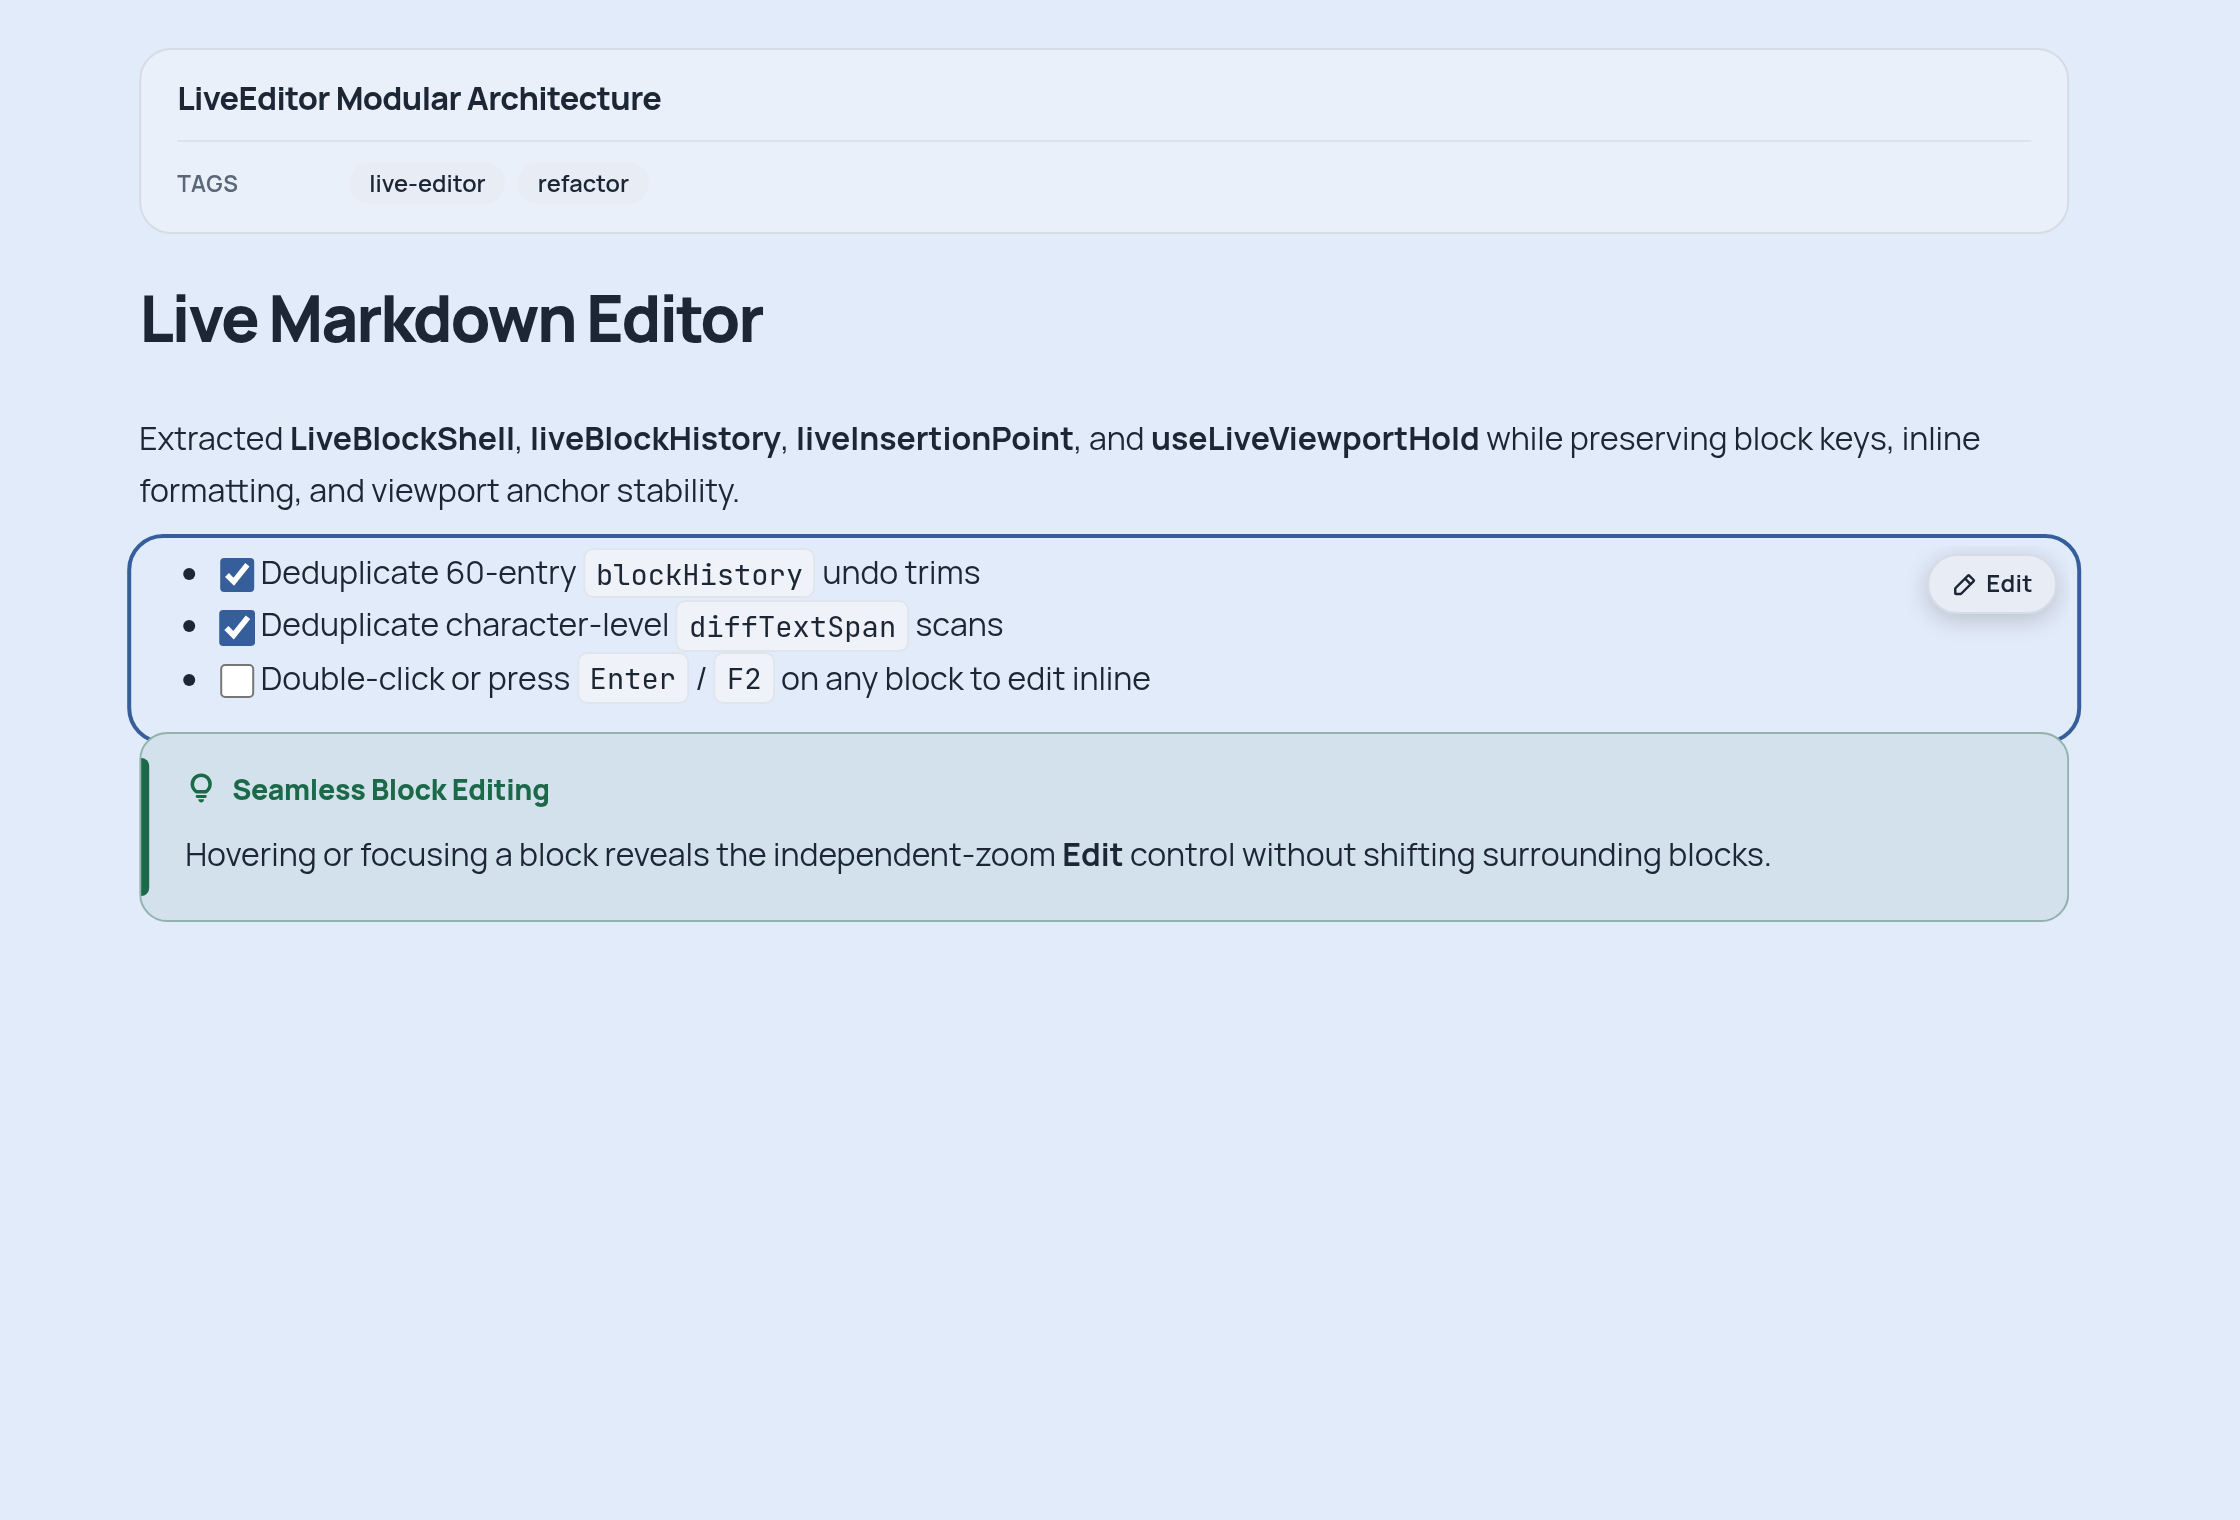 LiveEditor Modular Architecture
TAGS live-editor refactor
Live Markdown Editor
Extracted LiveBlockShell, liveBlockHistory, liveInsertionPoint, and useLiveViewportHold while preserving block keys, inline
formatting, and viewport anchor stability.
Deduplicate 60-entry blockHistory undo trims
Edit
Deduplicate character-level diffTextSpan scans
Double-click or press Enter / F2 on any block to edit inline
Seamless Block Editing
Hovering or focusing a block reveals the independent-zoom Edit control without shifting surrounding blocks.